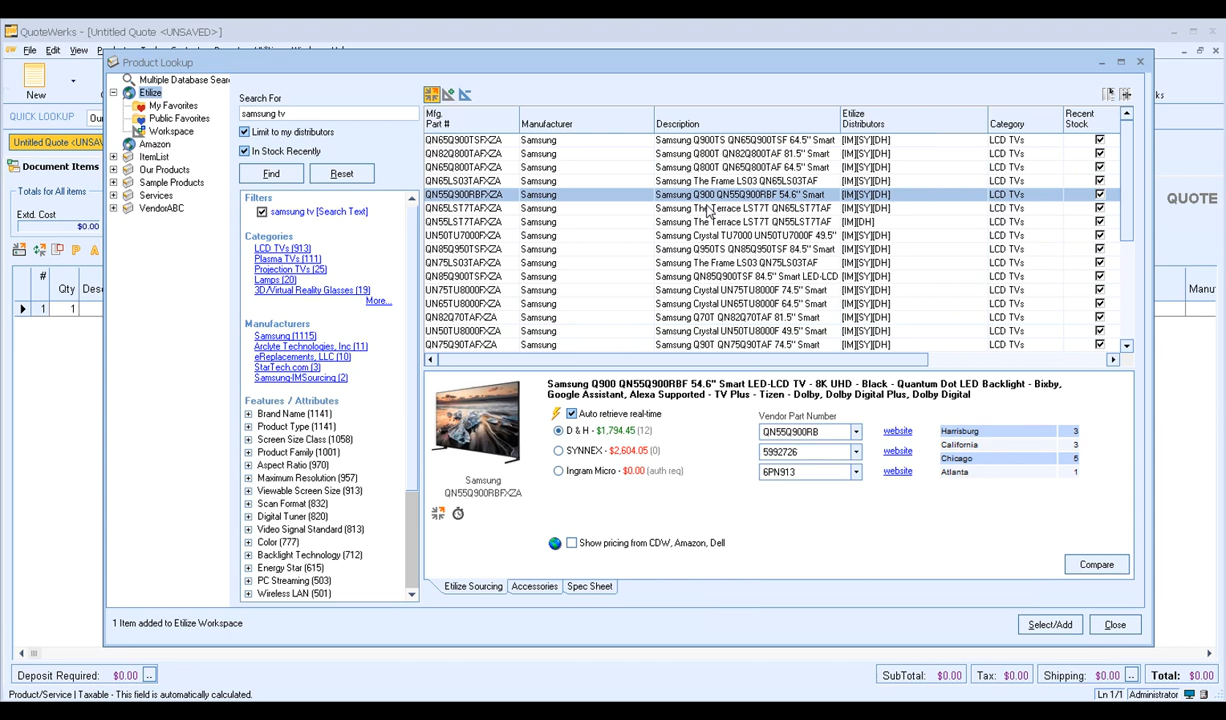 QuoteWerks - [Untitled Quote <UNSAVED>]
File Edit View
Product Lookup
New
QUICK LOOKUP Our
Untitled Quote <UNSAV
Document Items
Totals for All items
Extd. Cost
$0.00
# Qty Desc
1 1
Multiple Database Sear
Etilize
My Favorites
Public Favorites
Workspace
Amazon
ItemList
Our Products
Sample Products
Services
VendorABC
Search For
samsung tv
Limit to my distributors
In Stock Recently
Find Reset
Filters
samsung tv [Search Text]
Categories
LCD TVs (913)
Plasma TVs (111)
Projection TVs (25)
Lamps (20)
3D/Virtual Reality Glasses (19)
More...
Manufacturers
Samsung (1115)
Arclyte Technologies, Inc (11)
eReplacements, LLC (10)
StarTech.com (3)
Samsung-IMSourcing (2)
Features / Attributes
Brand Name (1141)
Product Type (1141)
Screen Size Class (1058)
Product Family (1001)
Aspect Ratio (970)
Maximum Resolution (957)
Viewable Screen Size (913)
Scan Format (832)
Digital Tuner (820)
Video Signal Standard (813)
Color (777)
Backlight Technology (712)
Energy Star (615)
PC Streaming (503)
Wireless LAN (501)
Mfg. Part # Manufacturer Description Etilize Distributors Category Recent Stock
QN65Q900TSFXZA Samsung Samsung Q900TS QN65Q900TSF 64.5" Smart [IM][SY][DH] LCD TVs
QN82Q800TAFXZA Samsung Samsung Q800T QN82Q800TAF 81.5" Smart [IM][SY][DH] LCD TVs
QN65Q800TAFXZA Samsung Samsung Q800T QN65Q800TAF 64.5" Smart [IM][SY][DH] LCD TVs
QN65LS03TAFXZA Samsung Samsung The Frame LS03 QN65LS03TAF [IM][SY][DH] LCD TVs
QN55Q900RBFXZA Samsung Samsung Q900 QN55Q900RBF 54.6" Smart [IM][SY][DH] LCD TVs
QN65LST7TAFXZA Samsung Samsung The Terrace LST7T QN65LST7TAF [IM][SY][DH] LCD TVs
QN55LST7TAFXZA Samsung Samsung The Terrace LST7T QN55LST7TAF [IM][DH] LCD TVs
UN50TU7000FXZA Samsung Samsung Crystal TU7000 UN50TU7000F 49.5" [IM][SY][DH] LCD TVs
QN85Q950TSFXZA Samsung Samsung Q950TS QN85Q950TSF 84.5" Smart [IM][SY][DH] LCD TVs
QN75LS03TAFXZA Samsung Samsung The Frame LS03 QN75LS03TAF [IM][SY][DH] LCD TVs
QN85Q900TSFXZA Samsung Samsung QN85Q900TSF 84.5" Smart LED-LCD [IM][SY][DH] LCD TVs
UN75TU8000FXZA Samsung Samsung Crystal UN75TU8000F 74.5" Smart [IM][SY][DH] LCD TVs
UN65TU8000FXZA Samsung Samsung Crystal UN65TU8000F 64.5" Smart [IM][SY][DH] LCD TVs
QN82Q70TAFXZA Samsung Samsung Q70T QN82Q70TAF 81.5" Smart [IM][SY][DH] LCD TVs
UN50TU8000FXZA Samsung Samsung Crystal UN50TU8000F 49.5" Smart [IM][SY][DH] LCD TVs
QN75Q90TAFXZA Samsung Samsung Q90T QN75Q90TAF 74.5" Smart [IM][SY][DH] LCD TVs
Samsung Q900 QN55Q900RBF 54.6" Smart LED-LCD TV - 8K UHD - Black - Quantum Dot LED Backlight - Bixby,
Google Assistant, Alexa Supported - TV Plus - Tizen - Dolby, Dolby Digital Plus, Dolby Digital
Samsung
QN55Q900RBFXZA
Auto retrieve real-time
Vendor Part Number
D & H - $1,794.45 (12) QN55Q900RB website
SYNNEX - $2,604.05 (0) 5992726 website
Ingram Micro - $0.00 (auth req) 6PN913 website
Harrisburg 3
California 3
Chicago 5
Atlanta 1
Show pricing from CDW, Amazon, Dell
Compare
Etilize Sourcing Accessories Spec Sheet
1 Item added to Etilize Workspace
Select/Add Close
QUOTE
Manu
Deposit Required: $0.00 .. SubTotal: $0.00 Tax: $0.00 Shipping: $0.00 .. Total: $0.00
Product/Service | Taxable - This field is automatically calculated.
Ln 1/1 Administrator